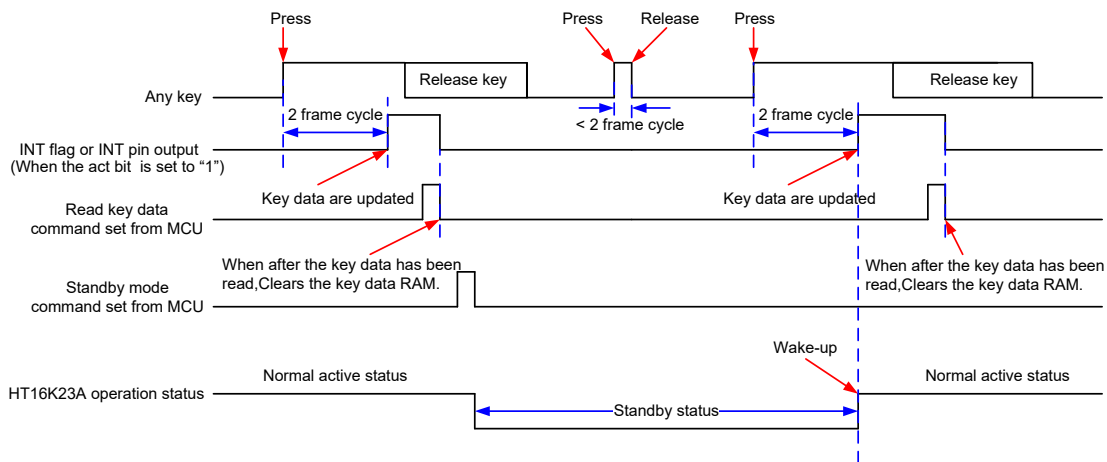 Press
Press
Release
Press
Any key
Release key
Release key
2 frame cycle
< 2 frame cycle
2 frame cycle
INT flag or INT pin output
(When the act bit is set to “1”)
Key data are updated
Key data are updated
Read key data
command set from MCU
When after the key data has been
read,Clears the key data RAM.
When after the key data has been
read,Clears the key data RAM.
Standby mode
command set from MCU
Wake-up
Normal active status
Normal active status
HT16K23A operation status
Standby status